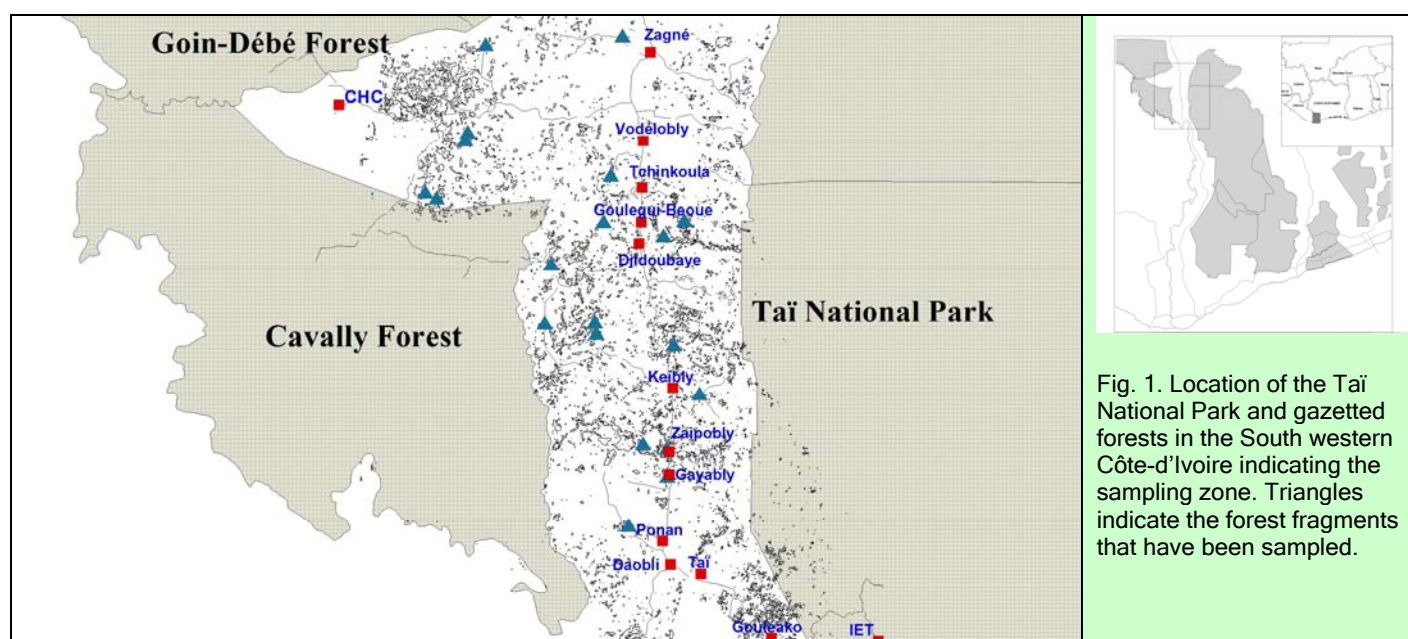 Goin-Débé Forest
Zagné
CHC
Vodélobly
Tchinkoula
Goulegui-Beoue
Djidoubaye
Taï National Park
Cavally Forest
Keibly
Zaïpobly
Gayably
Ponan
Daobli
Taï
Gouleako
IET
Fig. 1. Location of the Taï
National Park and gazetted
forests in the South western
Côte-d'Ivoire indicating the
sampling zone. Triangles
indicate the forest fragments
that have been sampled.